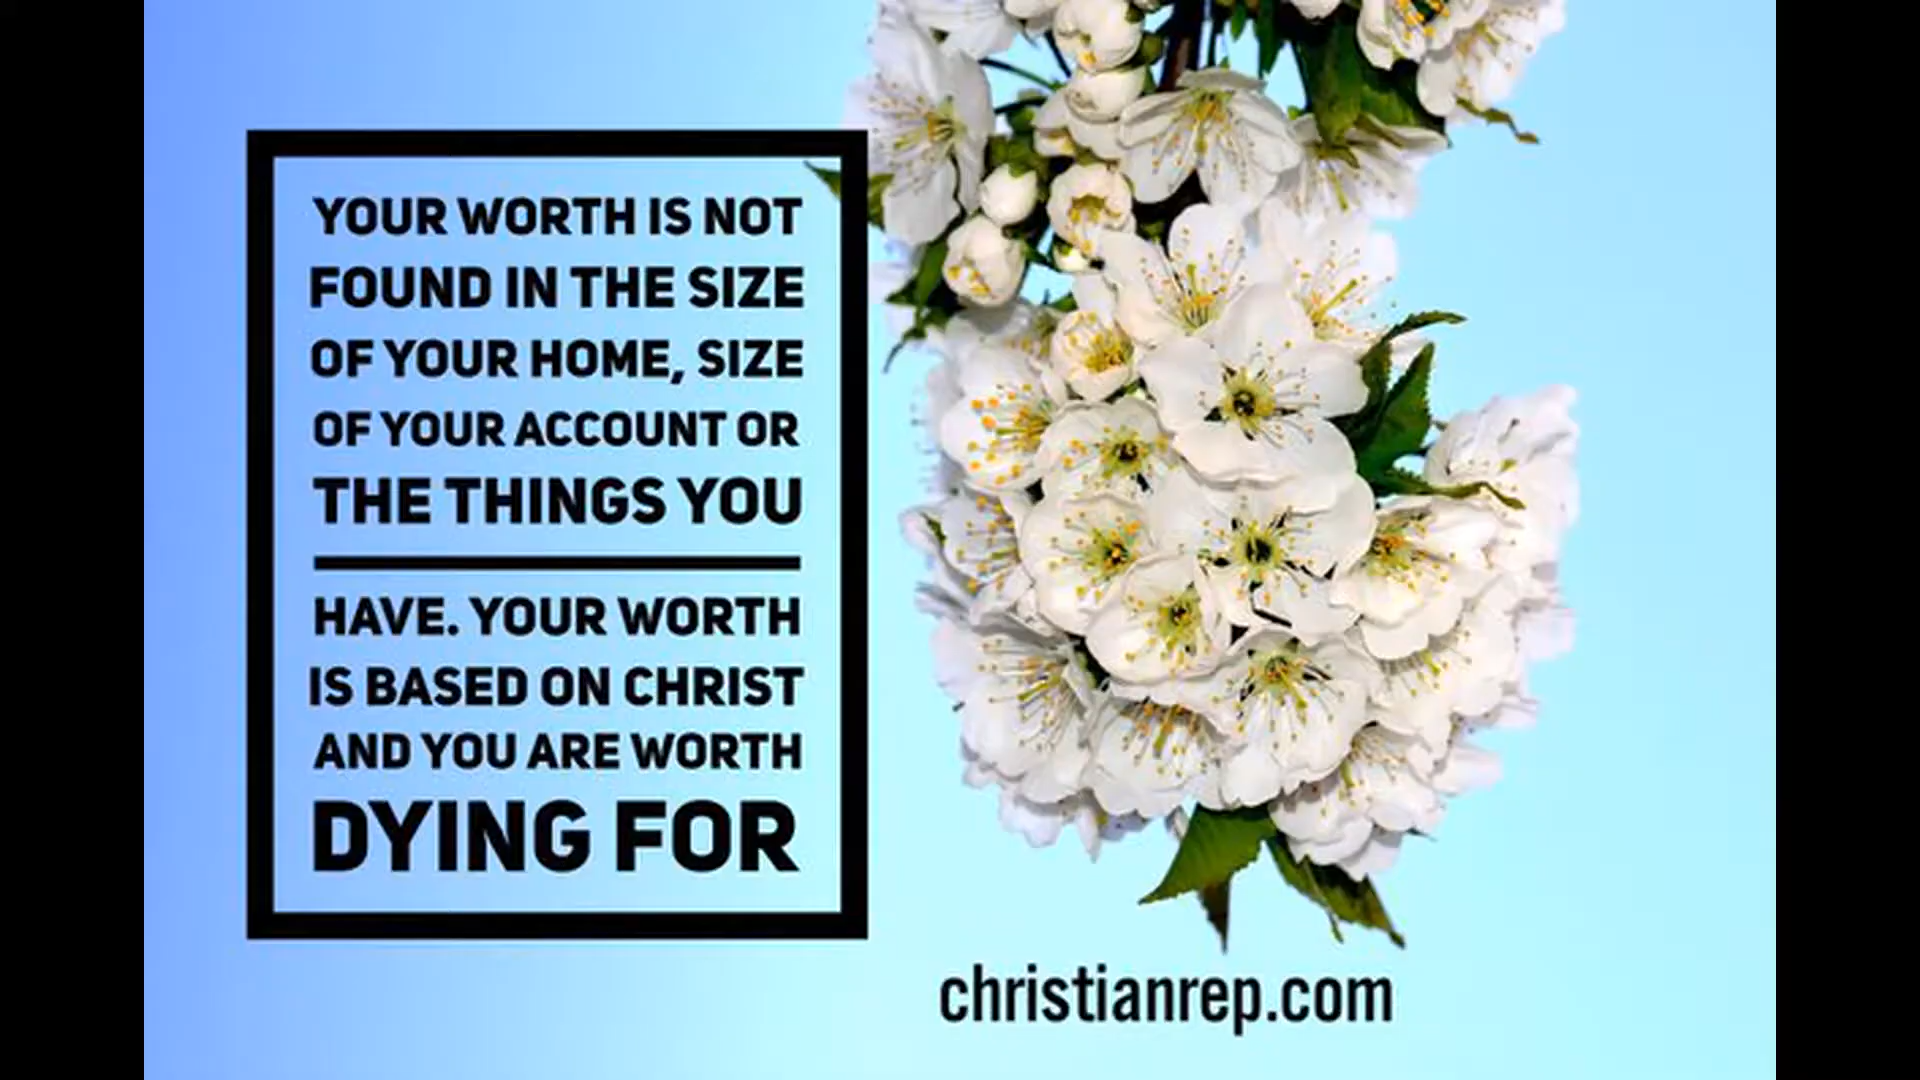 YOUR WORTH IS NOT
FOUND IN THE SIZE
OF YOUR HOME, SIZE
OF YOUR ACCOUNT OR
THE THINGS YOU
HAVE. YOUR WORTH
IS BASED ON CHRIST
AND YOU ARE WORTH
DYING FOR
christianrep.com